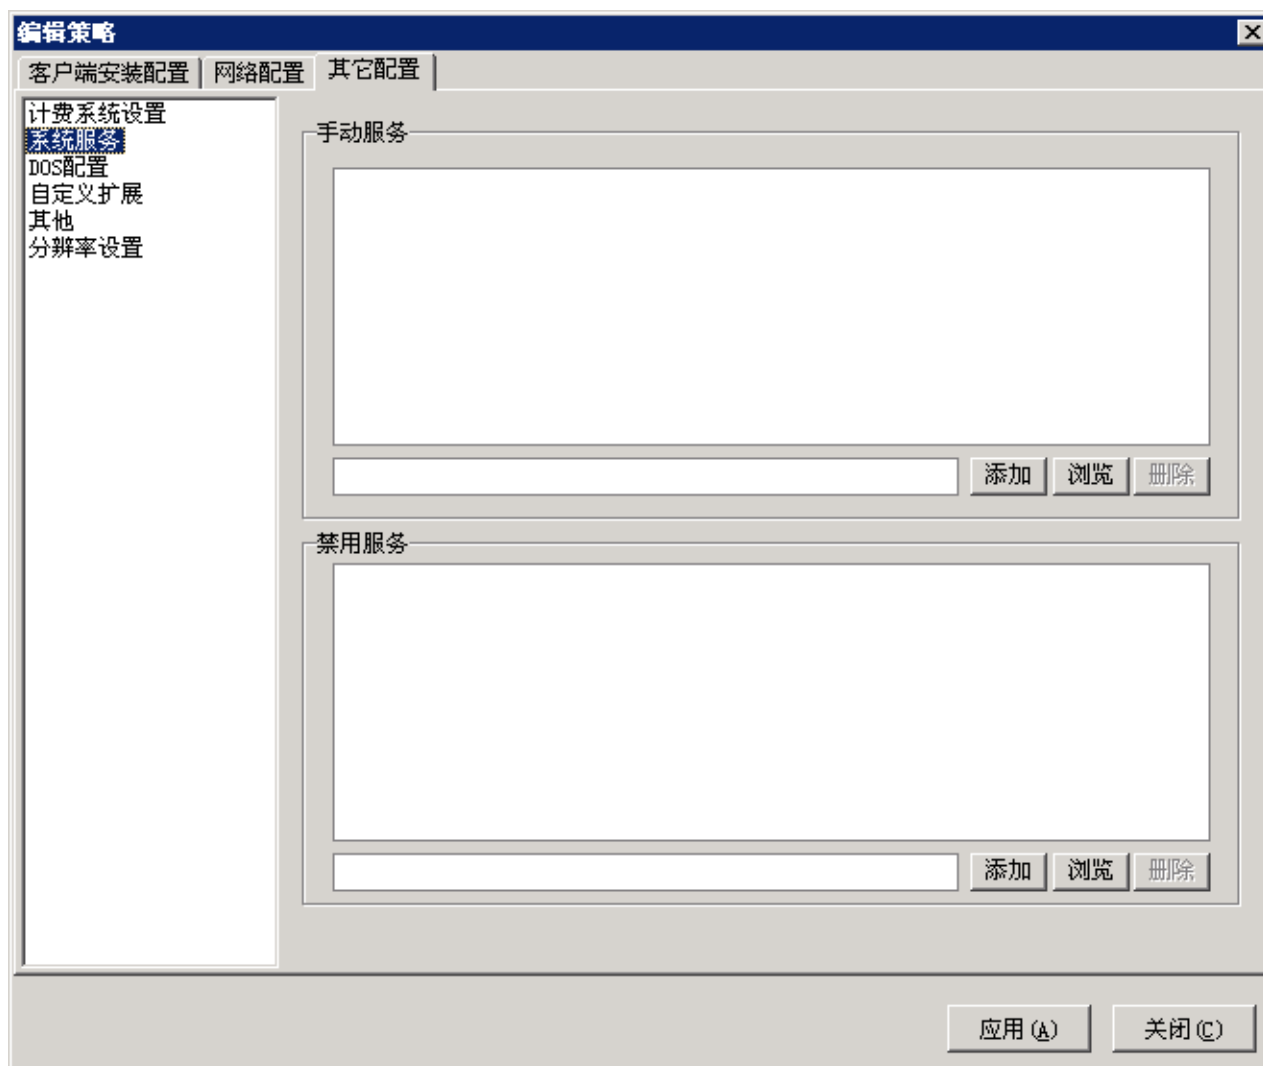 编辑策略
客户端安装配置 网络配置 其它配置
计费系统设置
系统服务
DOS配置
自定义扩展
其他
分辨率设置
手动服务
添加 浏览 删除
禁用服务
添加 浏览 删除
应用(A) 关闭(C)